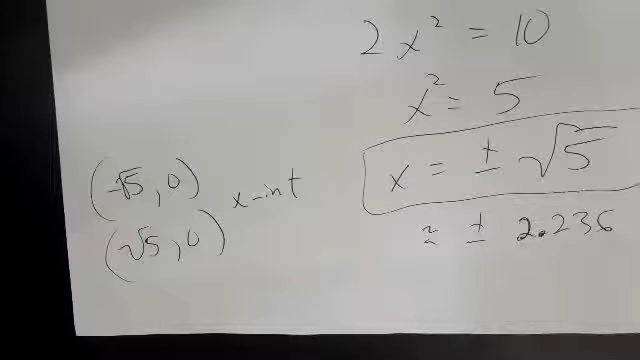 2x² = 10
x² = 5
x = ± √5
≈ ± 2.236
(-√5, 0) x-int
(√5, 0)